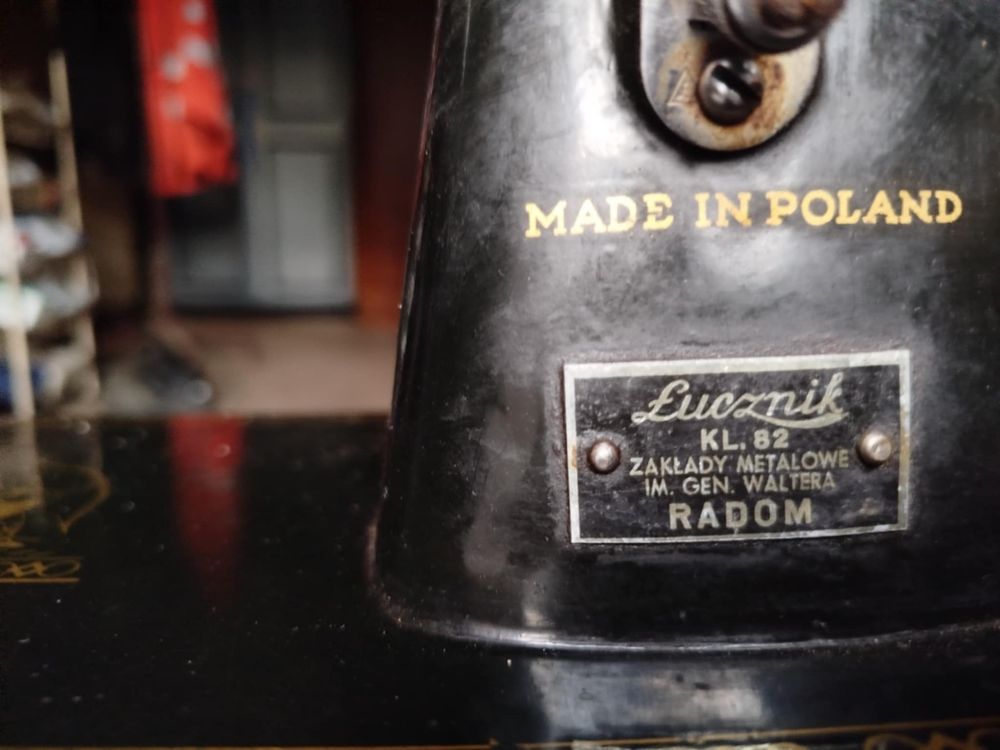 MADE IN POLAND
Łucznik
KL. 82
ZAKŁADY METALOWE
IM. GEN. WALTERA
RADOM